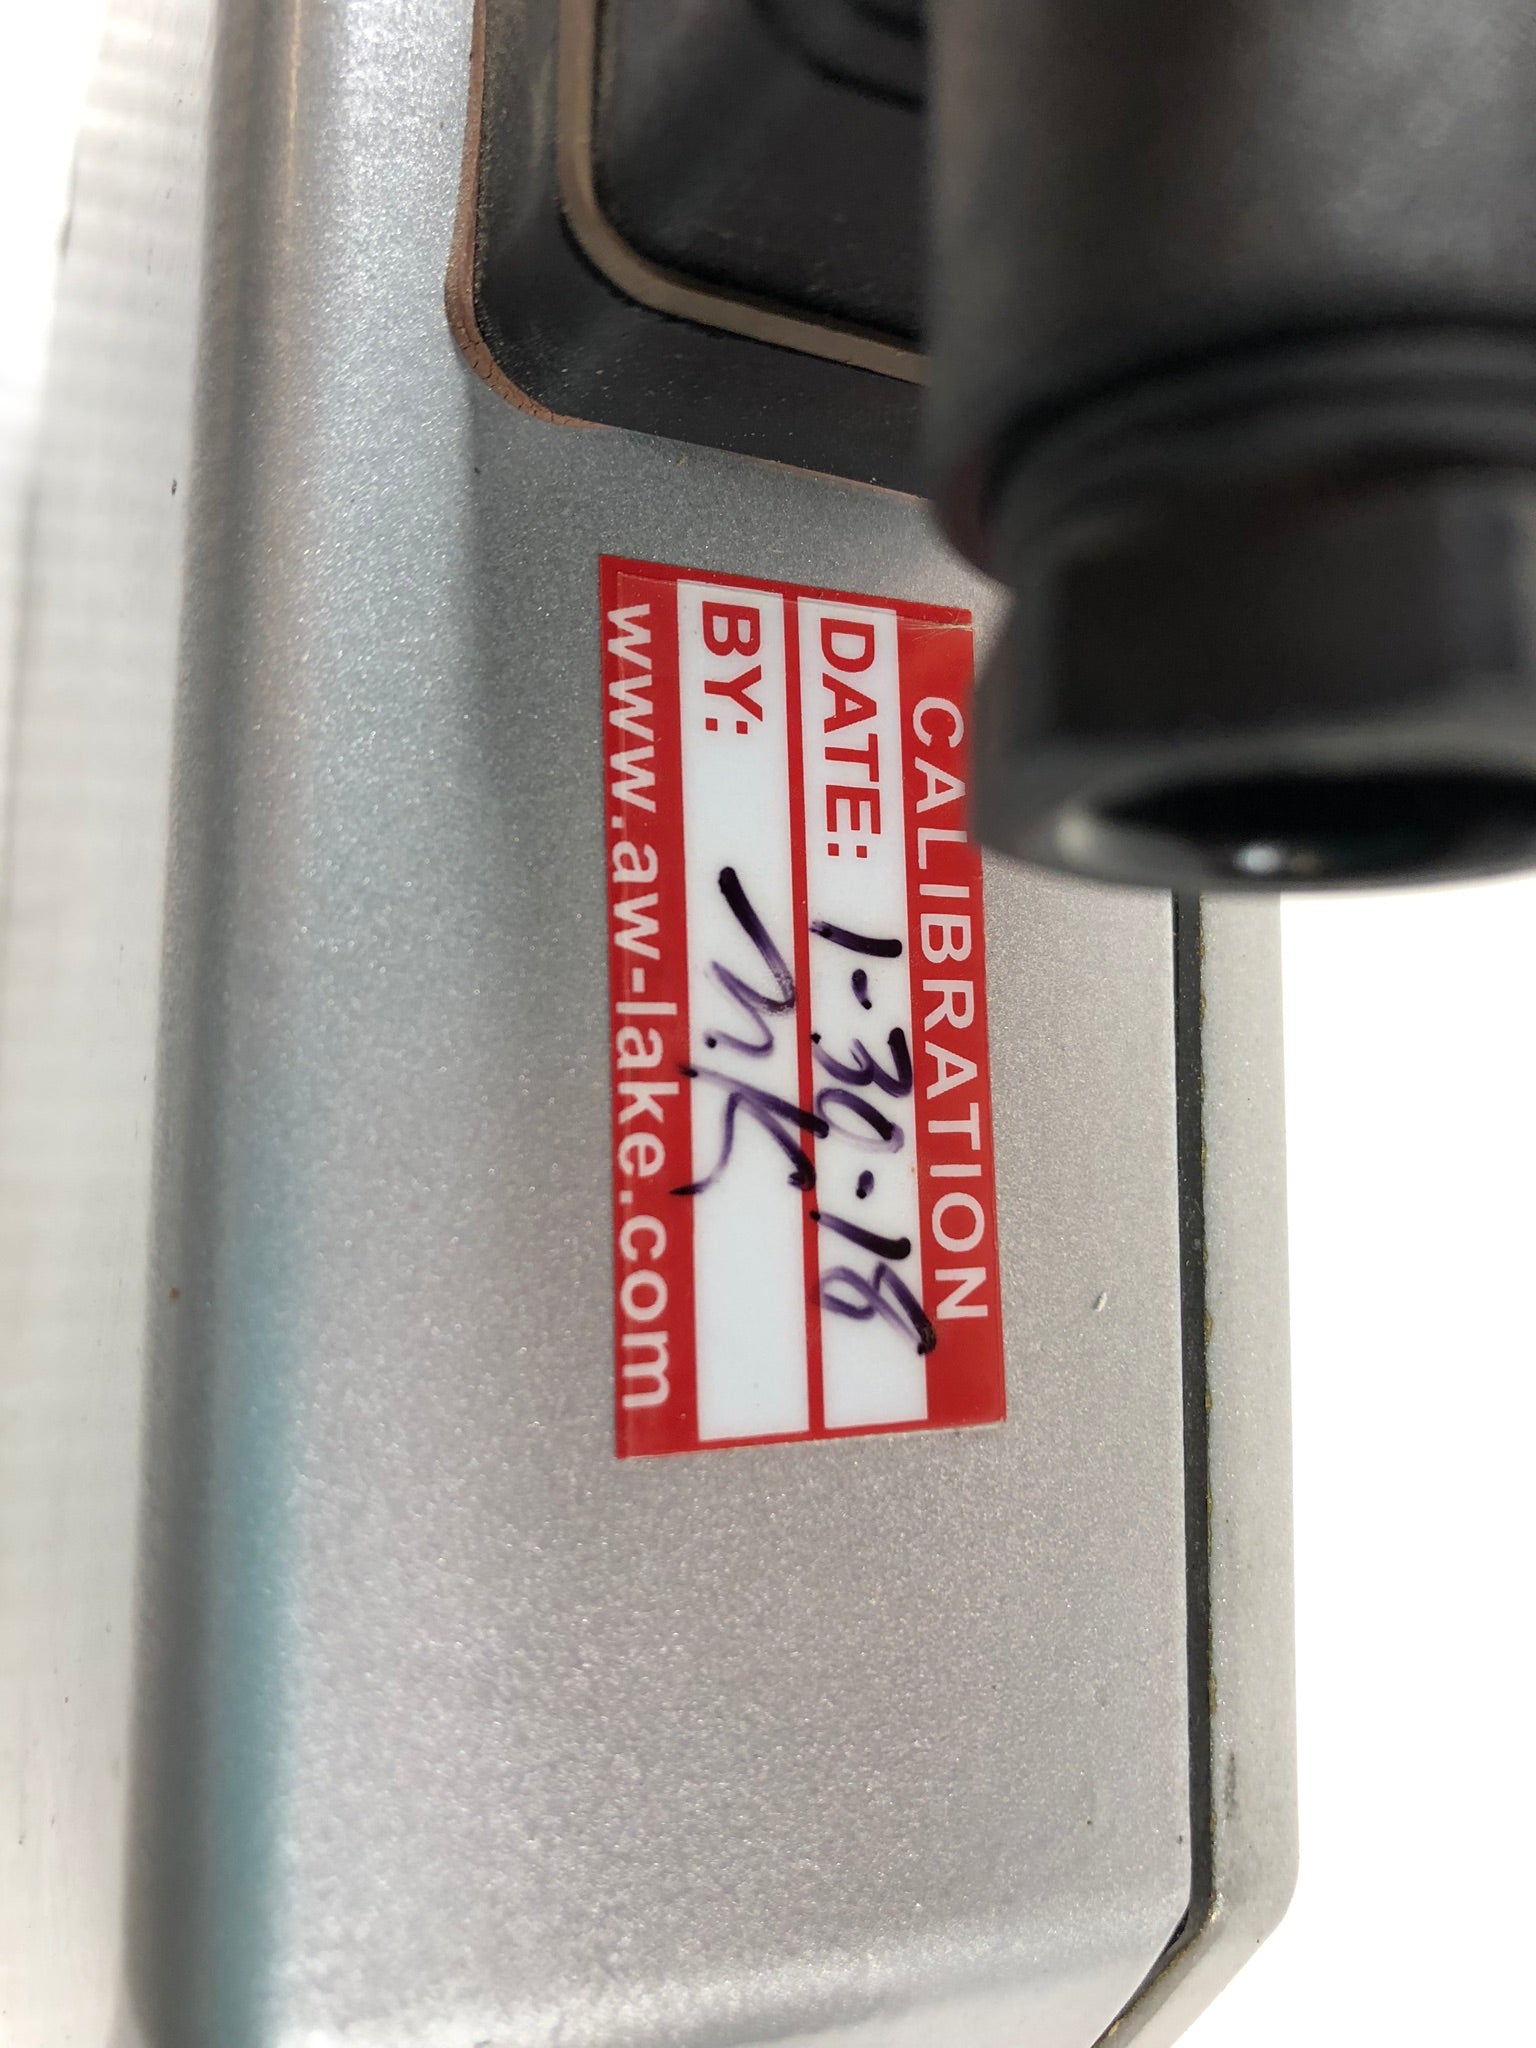 CALIBRATION
DATE: 1-30-18
BY: M.K.
www.aw-lake.com